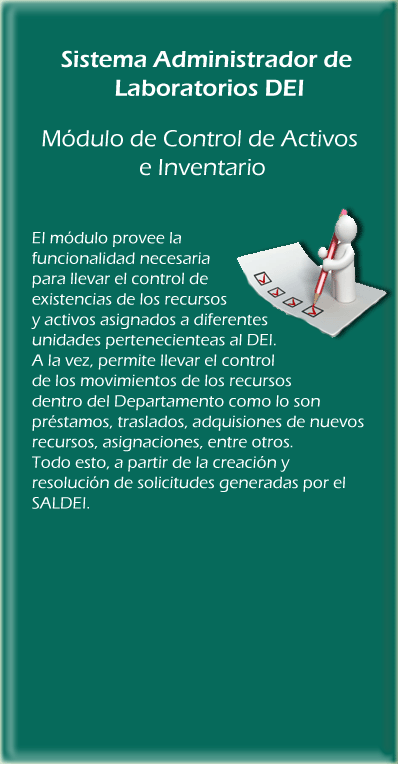 Sistema Administrador de
Laboratorios DEI
Módulo de Control de Activos
e Inventario
El módulo provee la
funcionalidad necesaria
para llevar el control de
existencias de los recursos
y activos asignados a diferentes
unidades pertenecienteas al DEI.
A la vez, permite llevar el control
de los movimientos de los recursos
dentro del Departamento como lo son
préstamos, traslados, adquisiones de nuevos
recursos, asignaciones, entre otros.
Todo esto, a partir de la creación y
resolución de solicitudes generadas por el
SALDEI.